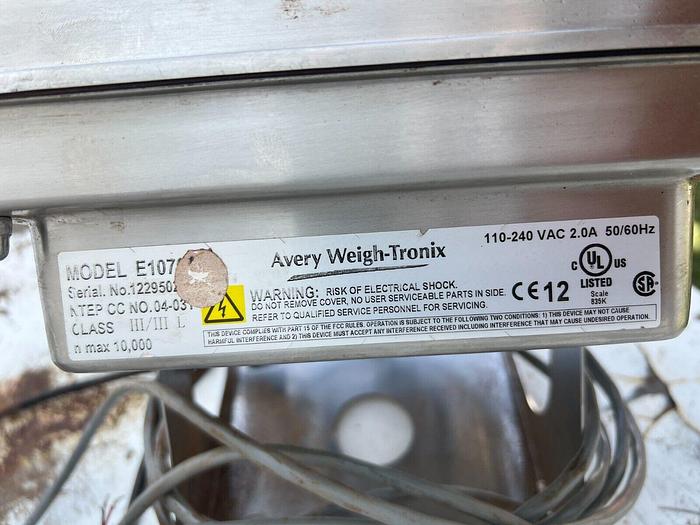 MODEL E107
Serial. No.1229502
NTEP CC NO.04-031
CLASS III/III L
n max 10,000
Avery Weigh-Tronix
110-240 VAC 2.0A 50/60Hz
WARNING: RISK OF ELECTRICAL SHOCK.
DO NOT REMOVE COVER, NO USER SERVICEABLE PARTS IN SIDE.
REFER TO QUALIFIED SERVICE PERSONNEL FOR SERVICING.
CE 12
C UL US
LISTED
Scale
835K
SA
THIS DEVICE COMPLIES WITH PART 15 OF THE FCC RULES. OPERATION IS SUBJECT TO THE FOLLOWING TWO CONDITIONS: 1) THIS DEVICE MAY NOT CAUSE
HARMFUL INTERFERENCE AND 2) THIS DEVICE MUST ACCEPT ANY INTERFERENCE RECEIVED INCLUDING INTERFERENCE THAT MAY CAUSE UNDESIRED OPERATION.